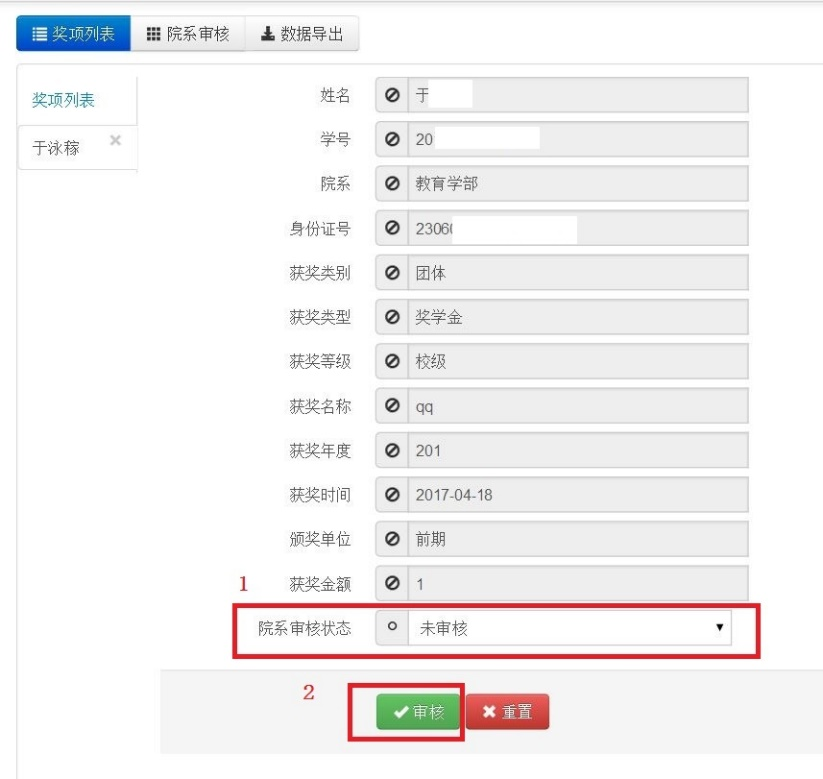 奖项列表 院系审核 数据导出
奖项列表
于泳稼
姓名 于
学号 20
院系 教育学部
身份证号 2306
获奖类别 团体
获奖类型 奖学金
获奖等级 校级
获奖名称 qq
获奖年度 201
获奖时间 2017-04-18
颁奖单位 前期
1 获奖金额 1
院系审核状态 未审核
2
审核 重置